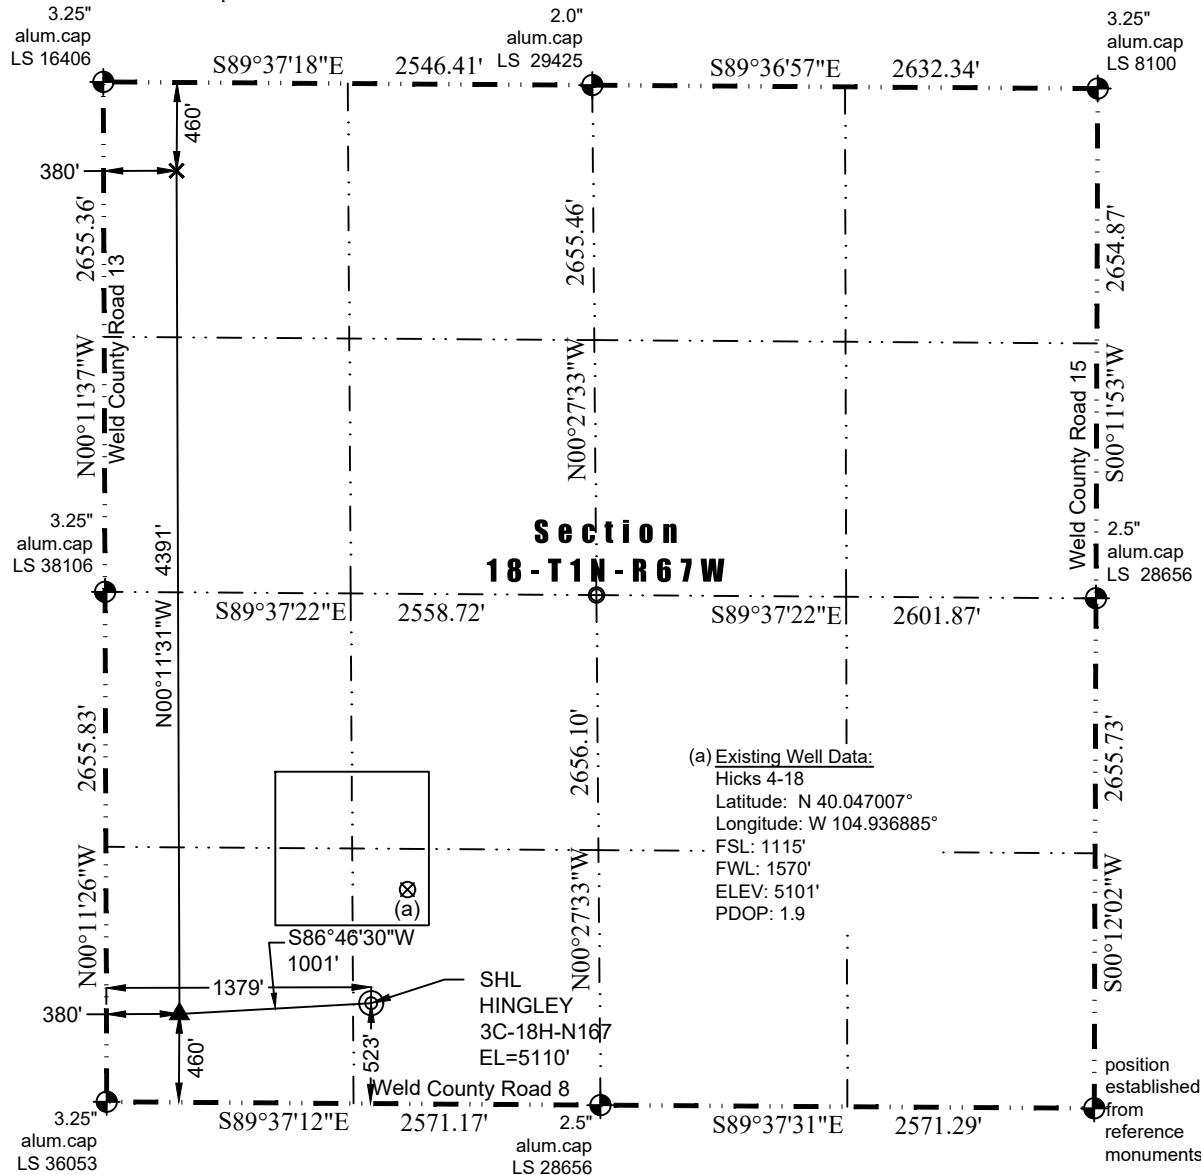 3.25"
alum.cap
LS 16406
2.0"
alum.cap
LS 29425
3.25"
alum.cap
LS 8100
S89°37'18"E 2546.41'
S89°36'57"E 2632.34'
460'
380'
2655.36'
Weld County Road 13
N00°11'37"W
2655.46'
N00°27'33"W
2654.87'
Weld County Road 15
S00°11'53"W
3.25"
alum.cap
LS 38106
Section
18-T1N-R67W
2.5"
alum.cap
LS 28656
S89°37'22"E 2558.72'
S89°37'22"E 2601.87'
N00°11'31"W 4391'
2655.83'
N00°11'26"W
2656.10'
N00°27'33"W
2655.73'
S00°12'02"W
(a) Existing Well Data:
Hicks 4-18
Latitude: N 40.047007°
Longitude: W 104.936885°
FSL: 1115'
FWL: 1570'
ELEV: 5101'
PDOP: 1.9
(a)
S86°46'30"W
1001'
1379'
380'
460'
523'
SHL
HINGLEY
3C-18H-N167
EL=5110'
Weld County Road 8
position
established
from
reference
monuments
3.25"
alum.cap
LS 36053
S89°37'12"E 2571.17'
2.5"
alum.cap
LS 28656
S89°37'31"E 2571.29'